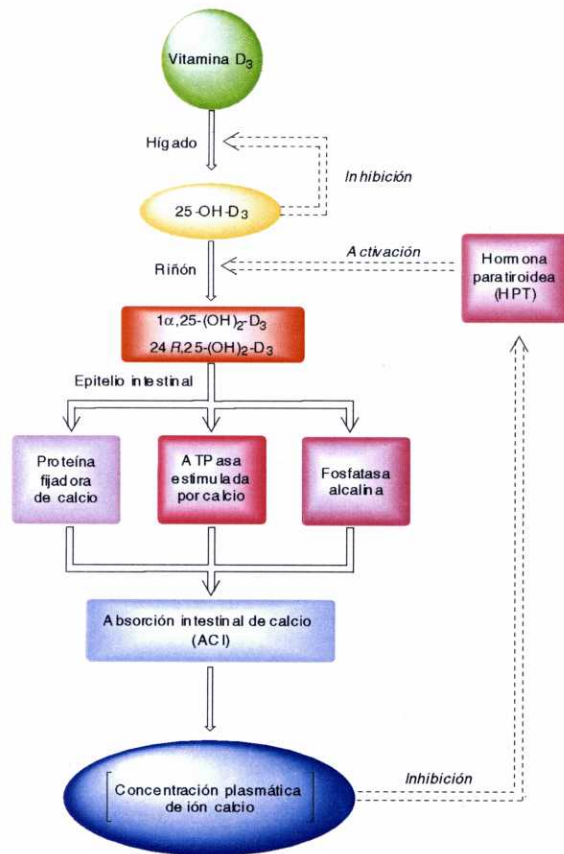 Vitamina D₃
Hígado
Inhibición
25-OH-D₃
Activación
Hormona
paratiroidea
(HPT)
Riñón
1α,25-(OH)₂-D₃
24R,25-(OH)₂-D₃
Epitelio intestinal
Proteína
fijadora
de calcio
ATPasa
estimulada
por calcio
Fosfatasa
alcalina
Absorción intestinal de calcio
(ACI)
Concentración plasmática
de ión calcio
Inhibición